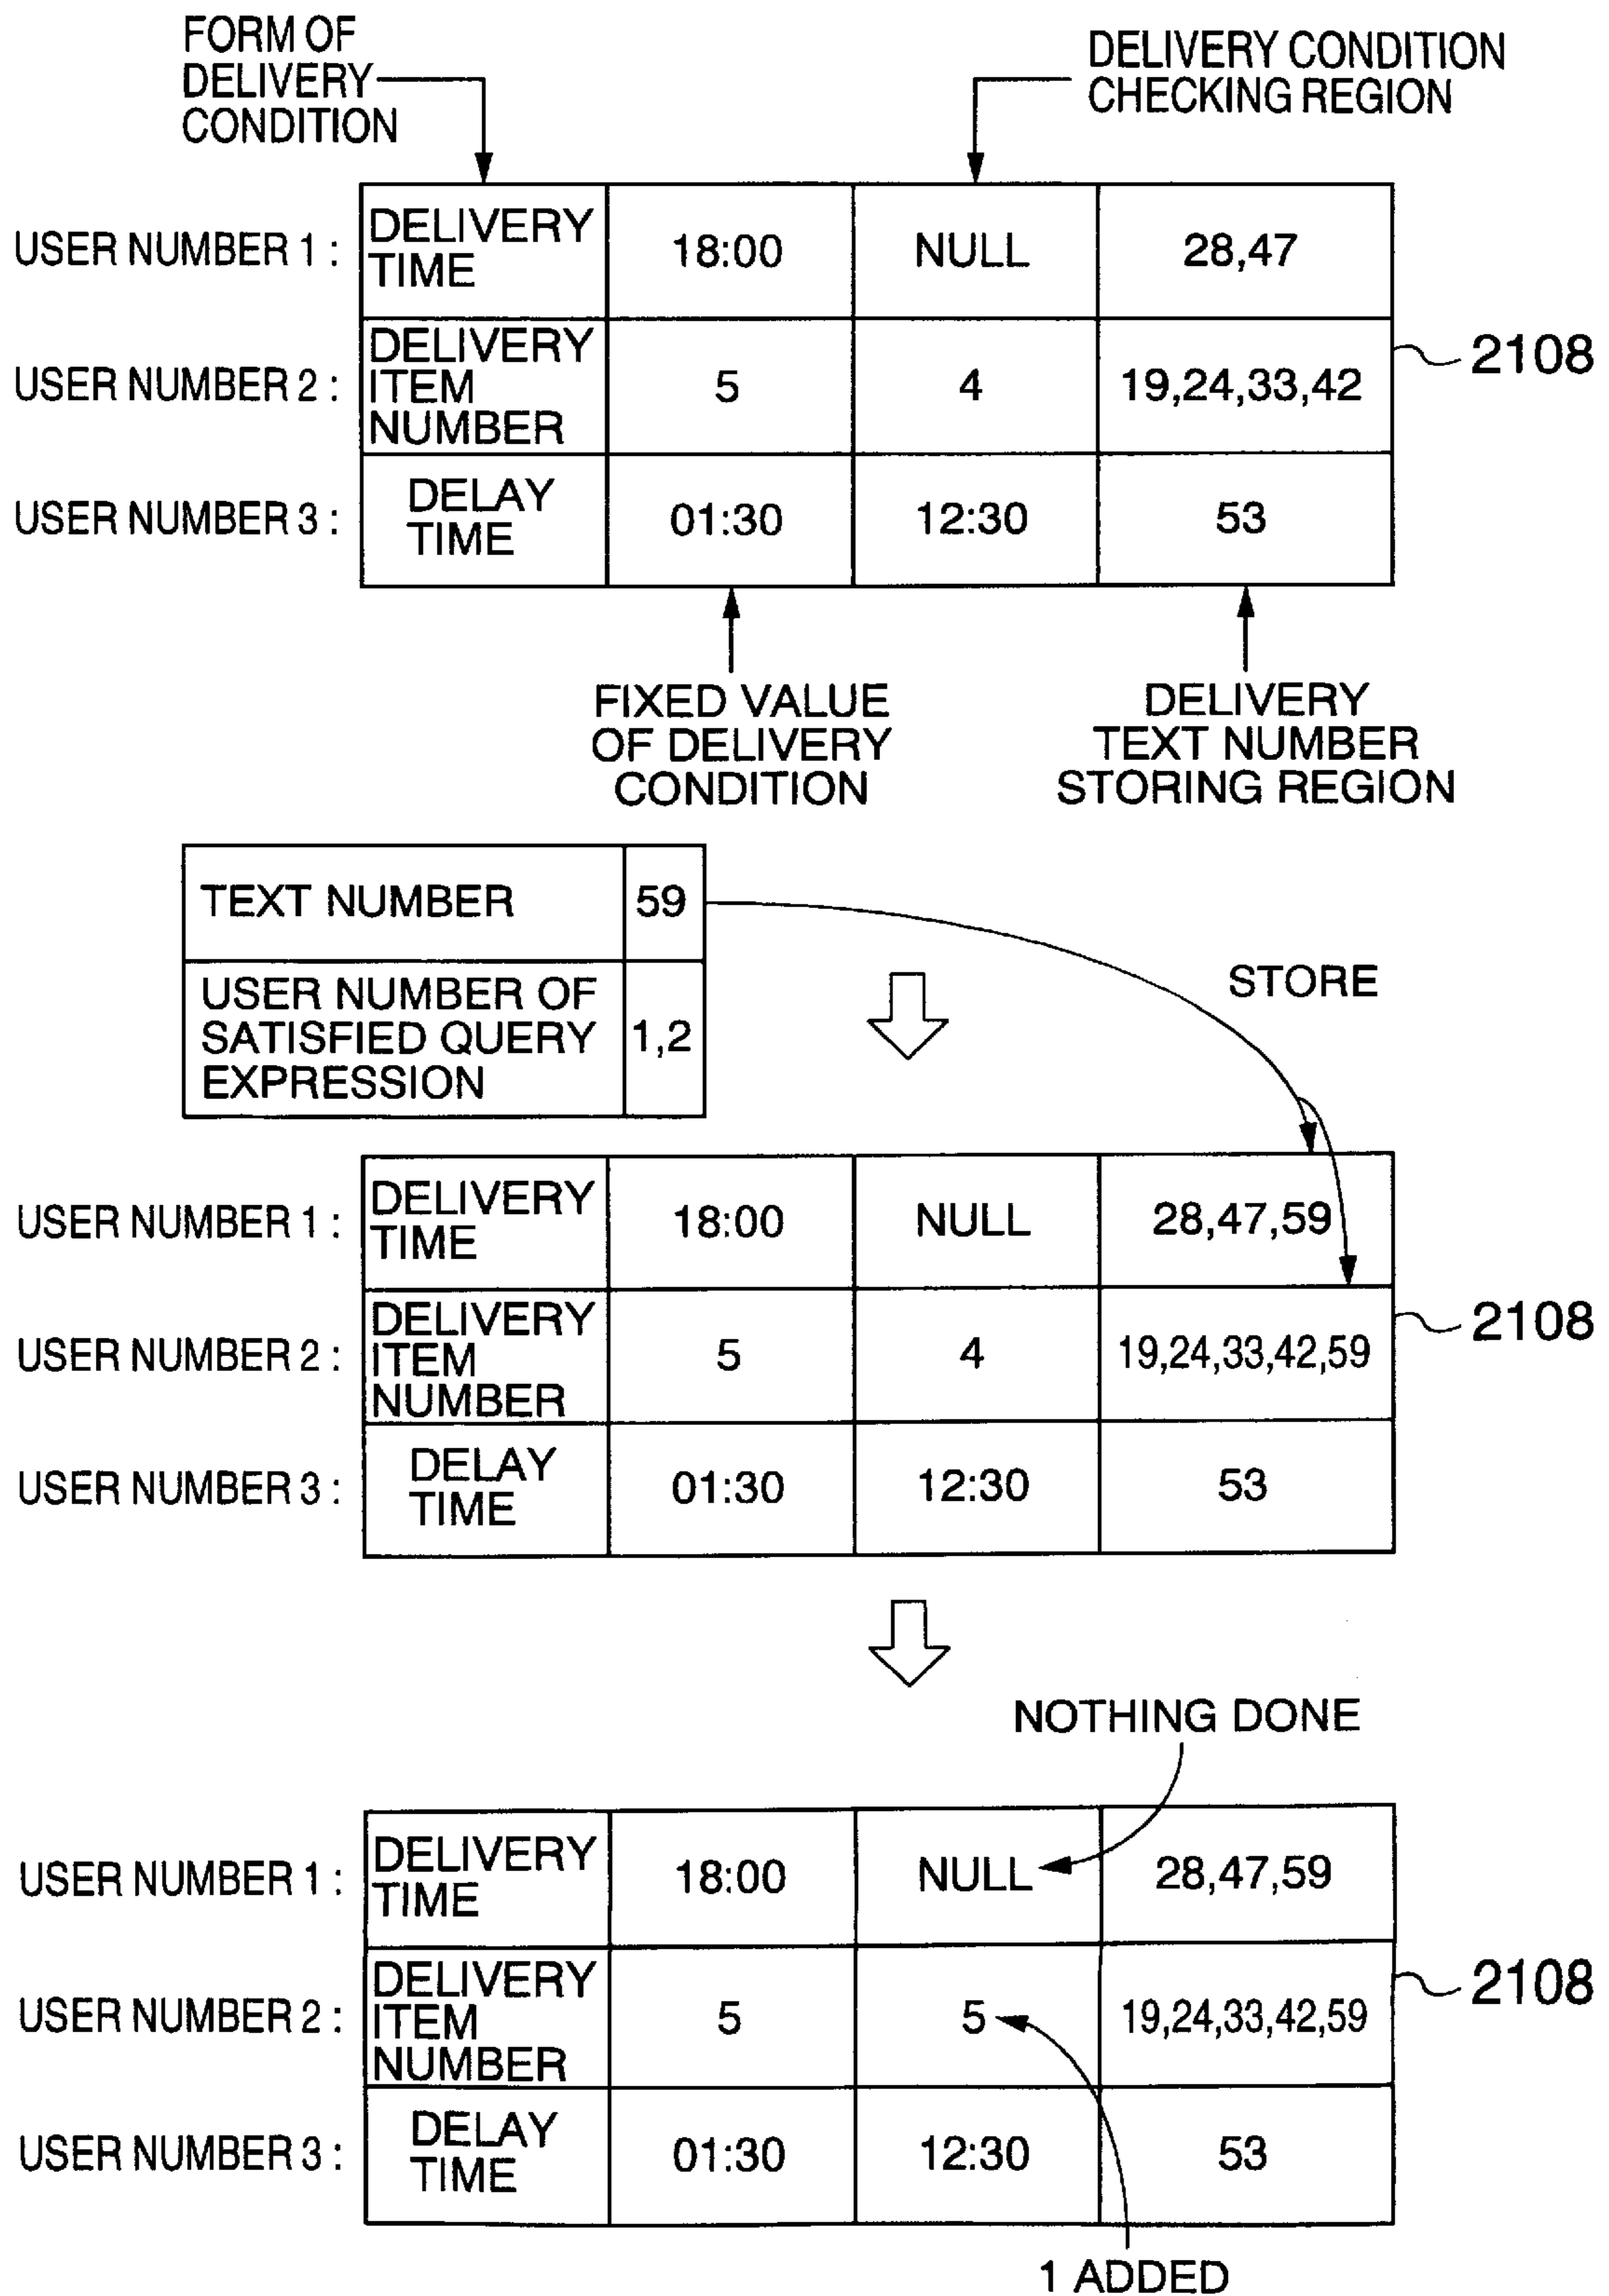 FORM OF
DELIVERY
CONDITION
DELIVERY CONDITION
CHECKING REGION
USER NUMBER 1 :
DELIVERY
TIME
18:00
NULL
28,47
USER NUMBER 2 :
DELIVERY
ITEM
NUMBER
5
4
19,24,33,42
2108
USER NUMBER 3 :
DELAY
TIME
01:30
12:30
53
FIXED VALUE
OF DELIVERY
CONDITION
DELIVERY
TEXT NUMBER
STORING REGION
TEXT NUMBER
59
USER NUMBER OF
SATISFIED QUERY
EXPRESSION
1,2
STORE
USER NUMBER 1 :
DELIVERY
TIME
18:00
NULL
28,47,59
USER NUMBER 2 :
DELIVERY
ITEM
NUMBER
5
4
19,24,33,42,59
2108
USER NUMBER 3 :
DELAY
TIME
01:30
12:30
53
NOTHING DONE
USER NUMBER 1 :
DELIVERY
TIME
18:00
NULL
28,47,59
USER NUMBER 2 :
DELIVERY
ITEM
NUMBER
5
5
19,24,33,42,59
2108
USER NUMBER 3 :
DELAY
TIME
01:30
12:30
53
1 ADDED